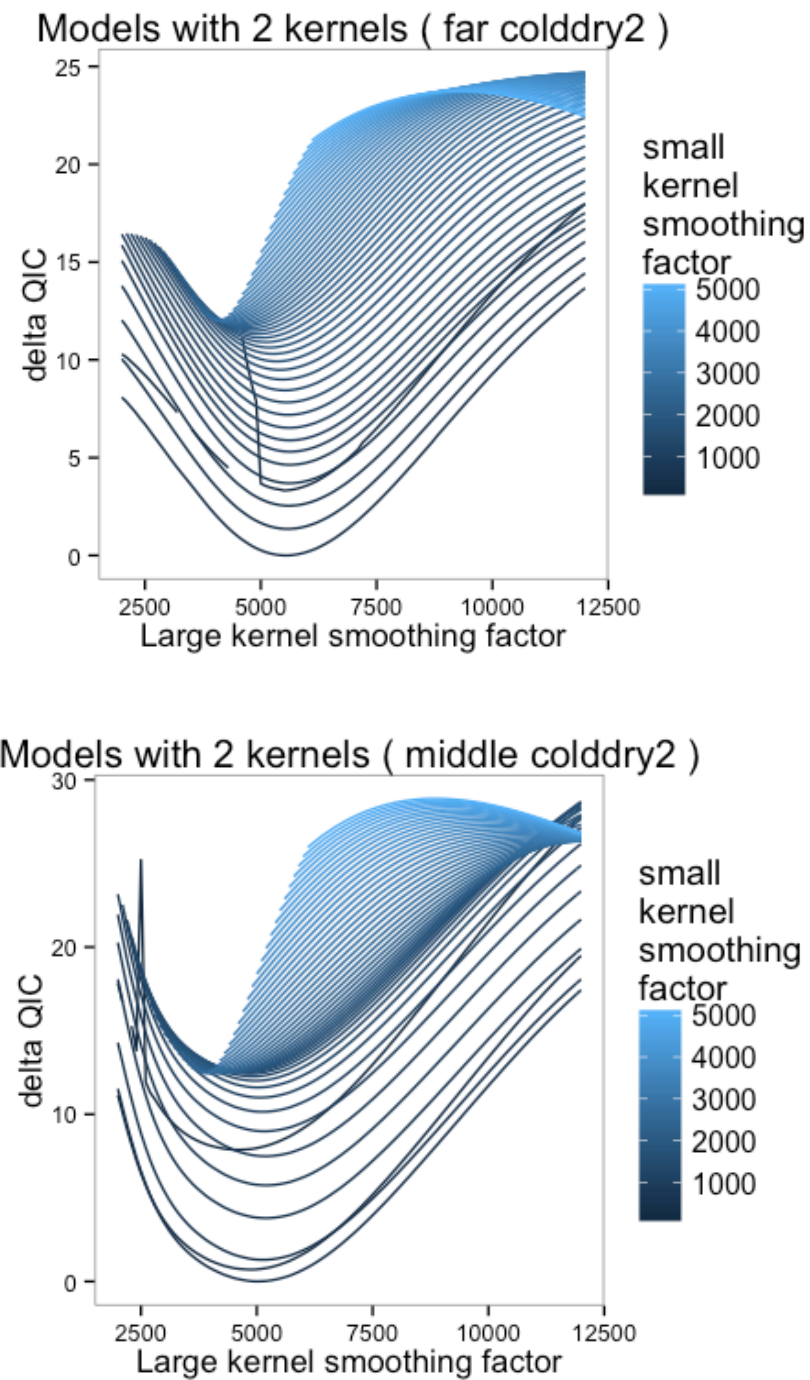 Models with 2 kernels ( far colddry2 )
25
20
15
10
5
0
delta QIC
2500 5000 7500 10000 12500
Large kernel smoothing factor
small
kernel
smoothing
factor
5000
4000
3000
2000
1000
Models with 2 kernels ( middle colddry2 )
30
20
10
0
delta QIC
2500 5000 7500 10000 12500
Large kernel smoothing factor
small
kernel
smoothing
factor
5000
4000
3000
2000
1000